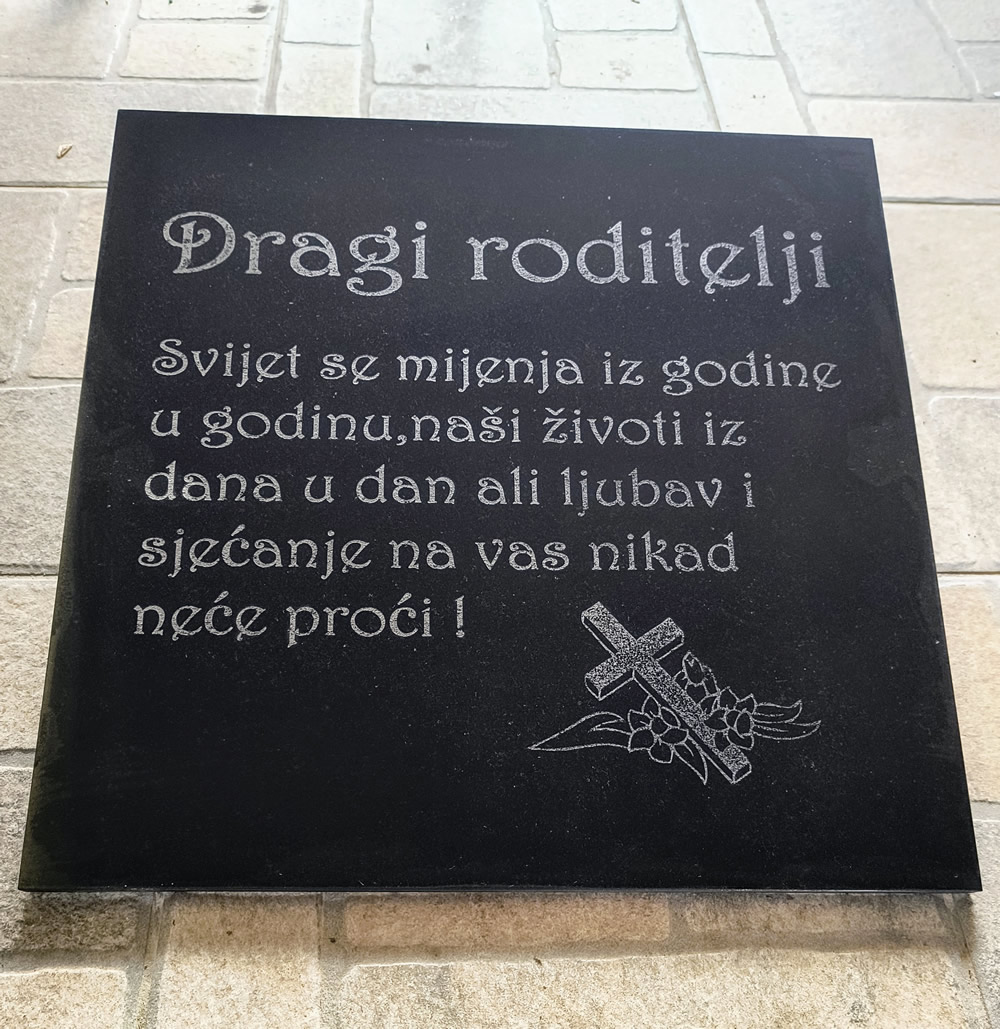 Dragi roditelji
Svijet se mijenja iz godine
u godinu,naši životi iz
dana u dan ali ljubav i
sjećanje na vas nikad
neće proći !